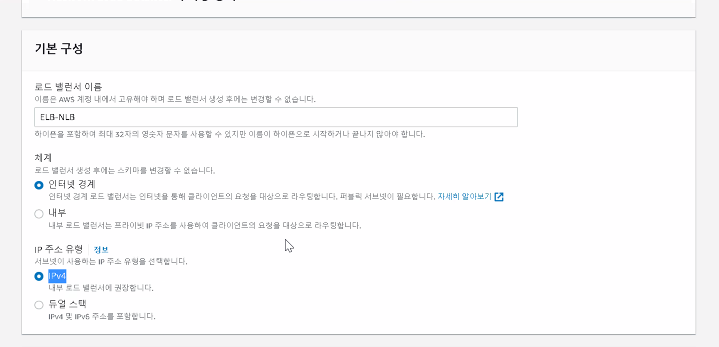 기본 구성
로드 밸런서 이름
이름은 AWS 계정 내에서 고유해야 하며 로드 밸런서 생성 후에는 변경할 수 없습니다.
ELB-NLB
하이픈을 포함하여 최대 32자의 영숫자 문자를 사용할 수 있지만 이름이 하이픈으로 시작하거나 끝나지 않아야 합니다.
체계
로드 밸런서 생성 후에는 스키마를 변경할 수 없습니다.
인터넷 경계
인터넷 경계 로드 밸런서는 인터넷을 통해 클라이언트의 요청을 대상으로 라우팅합니다. 퍼블릭 서브넷이 필요합니다. 자세히 알아보기
내부
내부 로드 밸런서는 프라이빗 IP 주소를 사용하여 클라이언트의 요청을 대상으로 라우팅합니다.
IP 주소 유형 정보
서브넷이 사용하는 IP 주소 유형을 선택합니다.
IPv4
내부 로드 밸런서에 권장합니다.
듀얼 스택
IPv4 및 IPv6 주소를 포함합니다.